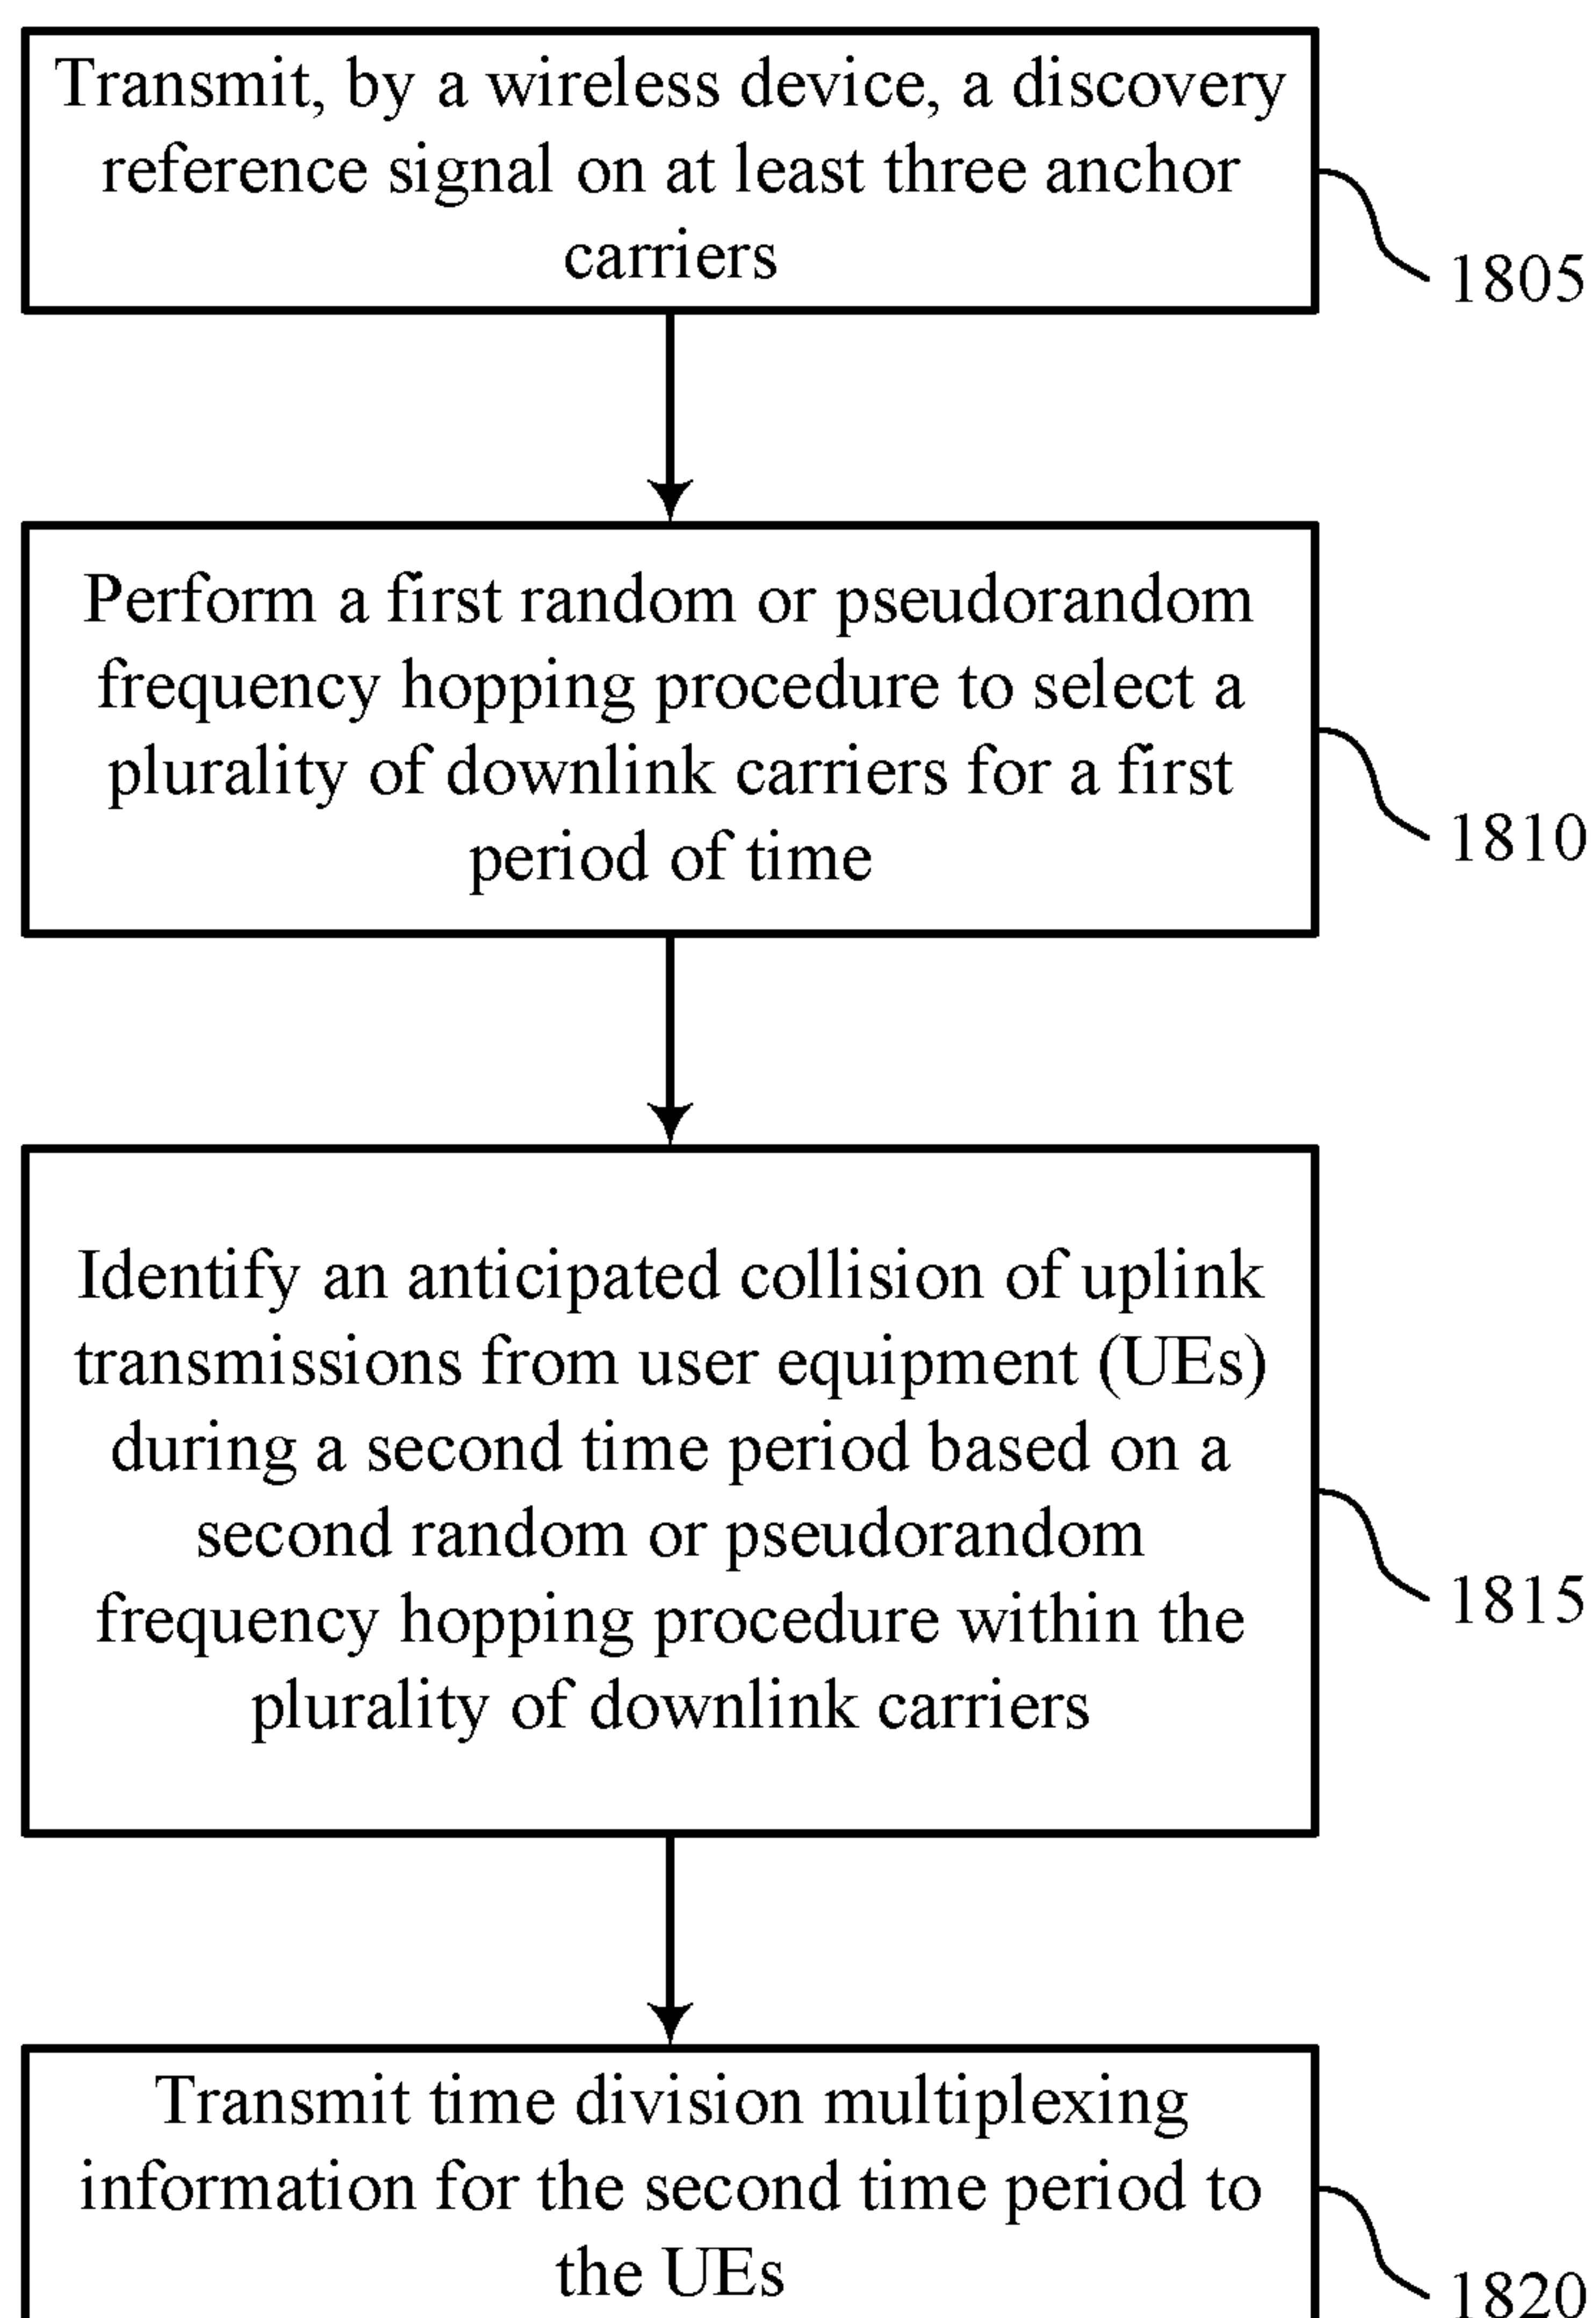 Transmit, by a wireless device, a discovery
reference signal on at least three anchor
carriers
1805
Perform a first random or pseudorandom
frequency hopping procedure to select a
plurality of downlink carriers for a first
period of time
1810
Identify an anticipated collision of uplink
transmissions from user equipment (UEs)
during a second time period based on a
second random or pseudorandom
frequency hopping procedure within the
plurality of downlink carriers
1815
Transmit time division multiplexing
information for the second time period to
the UEs
1820